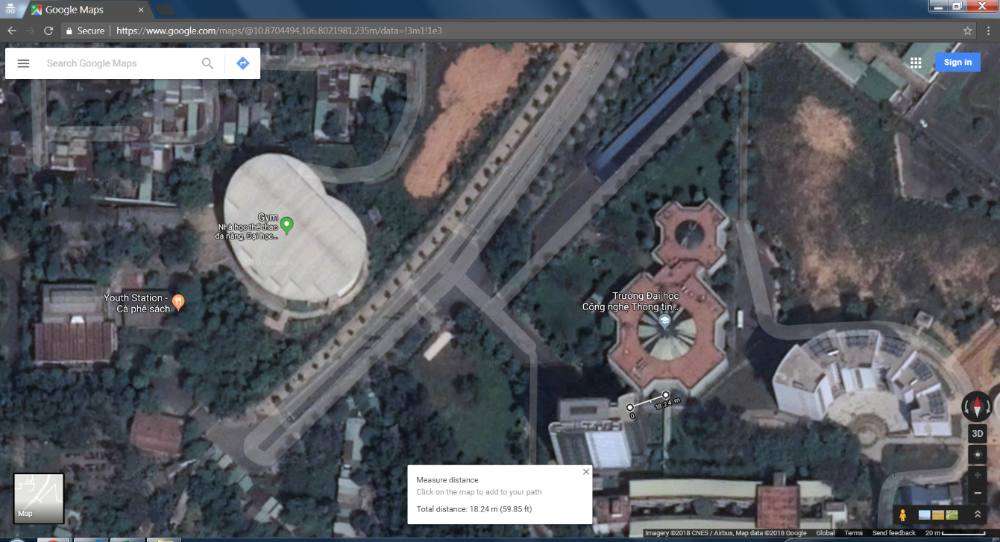 Google Maps
Secure
https://www.google.com/maps/@10.8704494,106.8021981,235m/data=!3m1!1e3
Search Google Maps
Sign in
Gym
Nhà học thể thao
đa năng, Đại học...
Youth Station -
Cà phê sách
Trường Đại học
Công nghệ Thông tin...
0
18.24 m
3D
Measure distance
Click on the map to add to your path
Total distance: 18.24 m (59.85 ft)
Map
Imagery ©2018 CNES / Airbus, Map data ©2018 Google Global Terms Send feedback 20 m